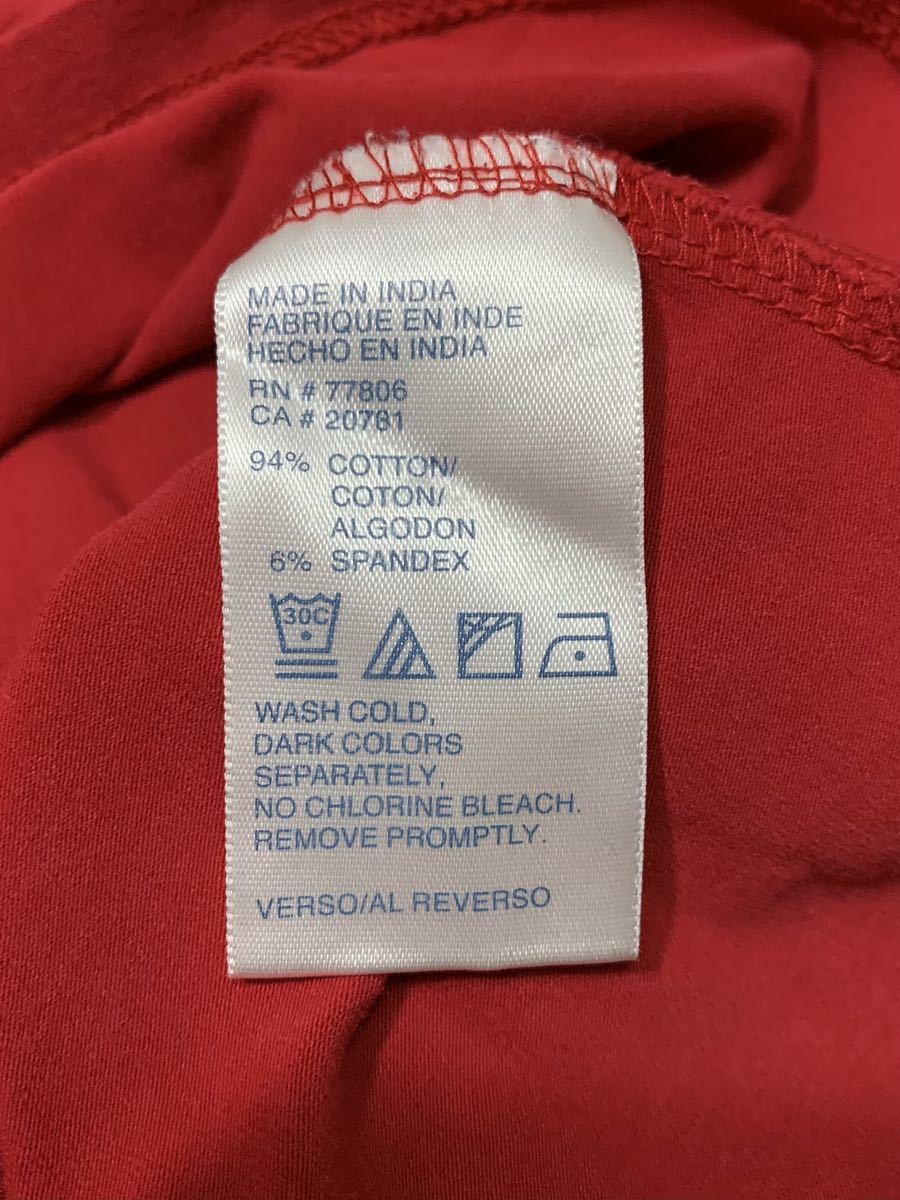 MADE IN INDIA
FABRIQUE EN INDE
HECHO EN INDIA
RN # 77806
CA # 20781
94% COTTON/
COTON/
ALGODON
6% SPANDEX
30C
WASH COLD,
DARK COLORS
SEPARATELY,
NO CHLORINE BLEACH.
REMOVE PROMPTLY.
VERSO/AL REVERSO